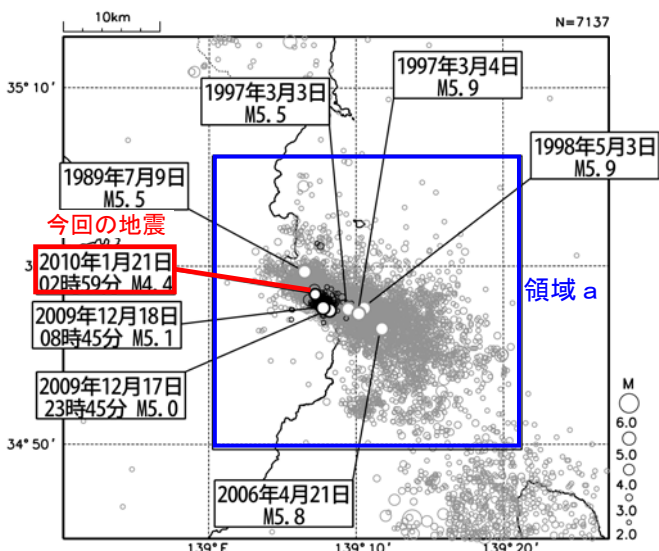 10km
N=7137
35°10'
1997年3月3日
M5.5
1997年3月4日
M5.9
1998年5月3日
M5.9
1989年7月9日
M5.5
今回の地震
2010年1月21日
02時59分 M4.4
2009年12月18日
08時45分 M5.1
2009年12月17日
23時45分 M5.0
領域a
34°50'
2006年4月21日
M5.8
M
6.0
5.0
4.0
3.0
2.0
139°10'
139°20'